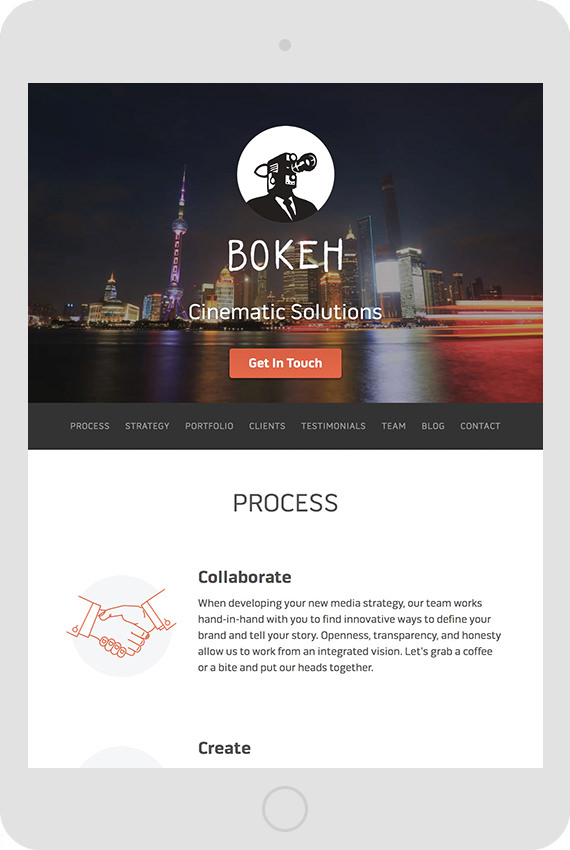 BOKEH
Cinematic Solutions
Get In Touch
PROCESS STRATEGY PORTFOLIO CLIENTS TESTIMONIALS TEAM BLOG CONTACT
PROCESS
Collaborate
When developing your new media strategy, our team works
hand-in-hand with you to find innovative ways to define your
brand and tell your story. Openness, transparency, and honesty
allow us to work from an integrated vision. Let's grab a coffee
or a bite and put our heads together.
Create